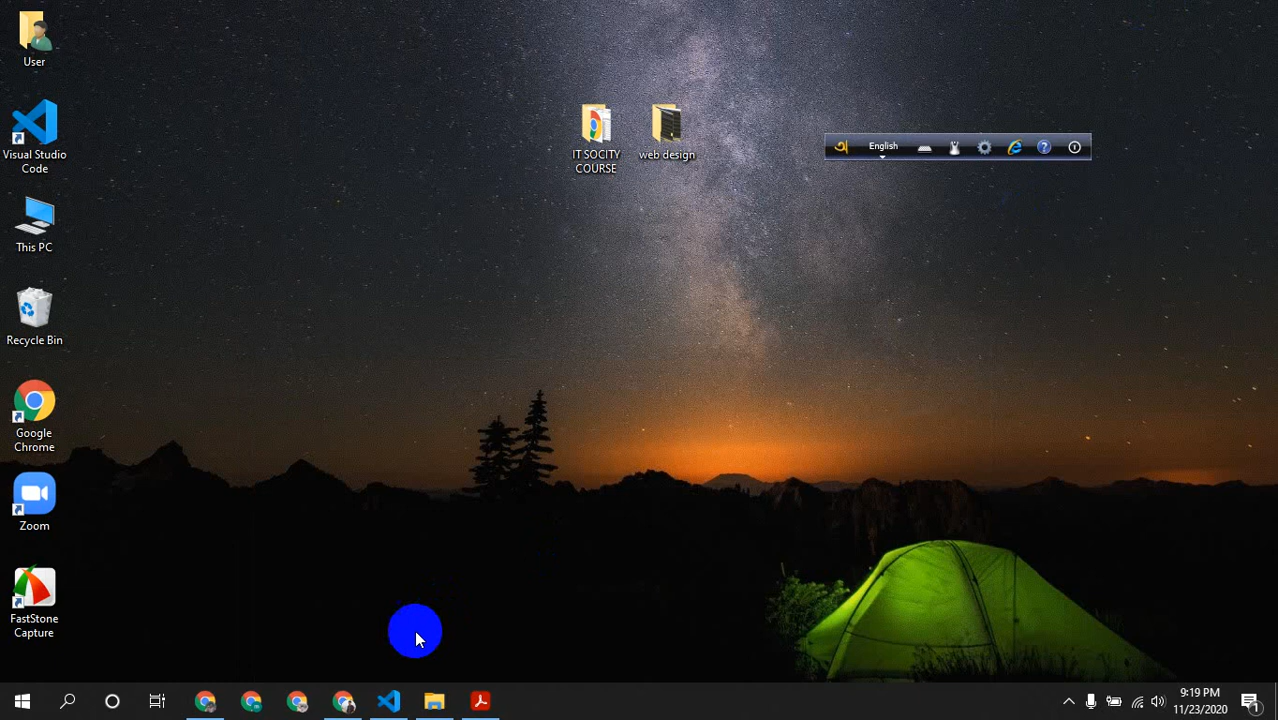 User
Visual Studio
Code
This PC
Recycle Bin
Google
Chrome
Zoom
FastStone
Capture
IT SOCITY
COURSE
web design
অ English
9:19 PM
11/23/2020
1